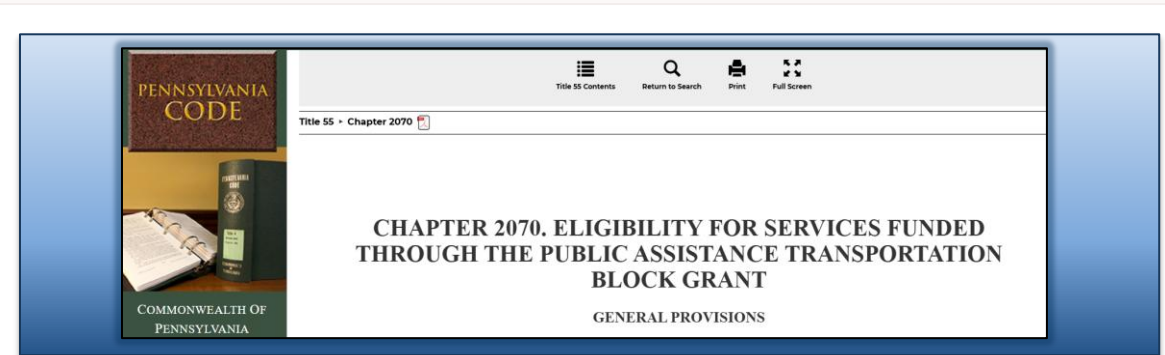 PENNSYLVANIA
CODE
COMMONWEALTH OF
PENNSYLVANIA
Title 55 Contents
Return to Search
Print
Full Screen
Title 55 ▸ Chapter 2070
CHAPTER 2070. ELIGIBILITY FOR SERVICES FUNDED
THROUGH THE PUBLIC ASSISTANCE TRANSPORTATION
BLOCK GRANT
GENERAL PROVISIONS